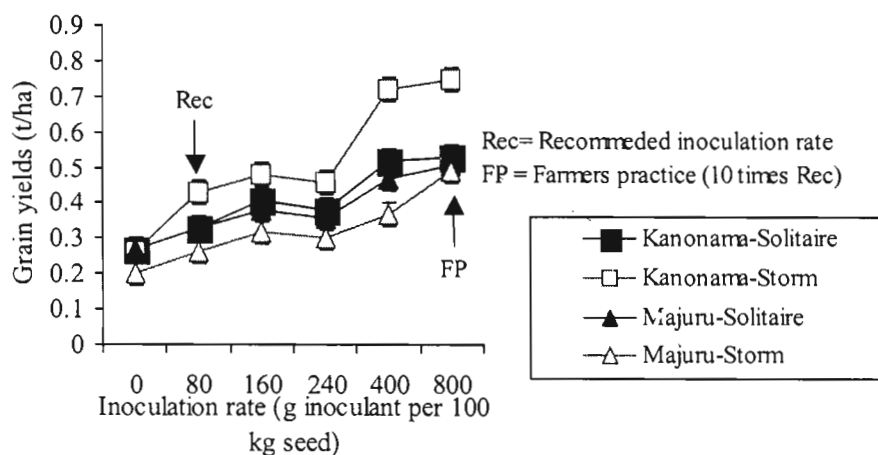 0.9
0.8
0.7
0.6
0.5
0.4
0.3
0.2
0.1
0
Grain yields (t/ha)
Rec
FP
Rec= Recommeded inoculation rate
FP = Farmers practice (10 times Rec)
Kanonama-Solitaire
Kanonama-Storm
Majuru-Solitaire
Majuru-Storm
0 80 160 240 400 800
Inoculation rate (g inoculant per 100
kg seed)